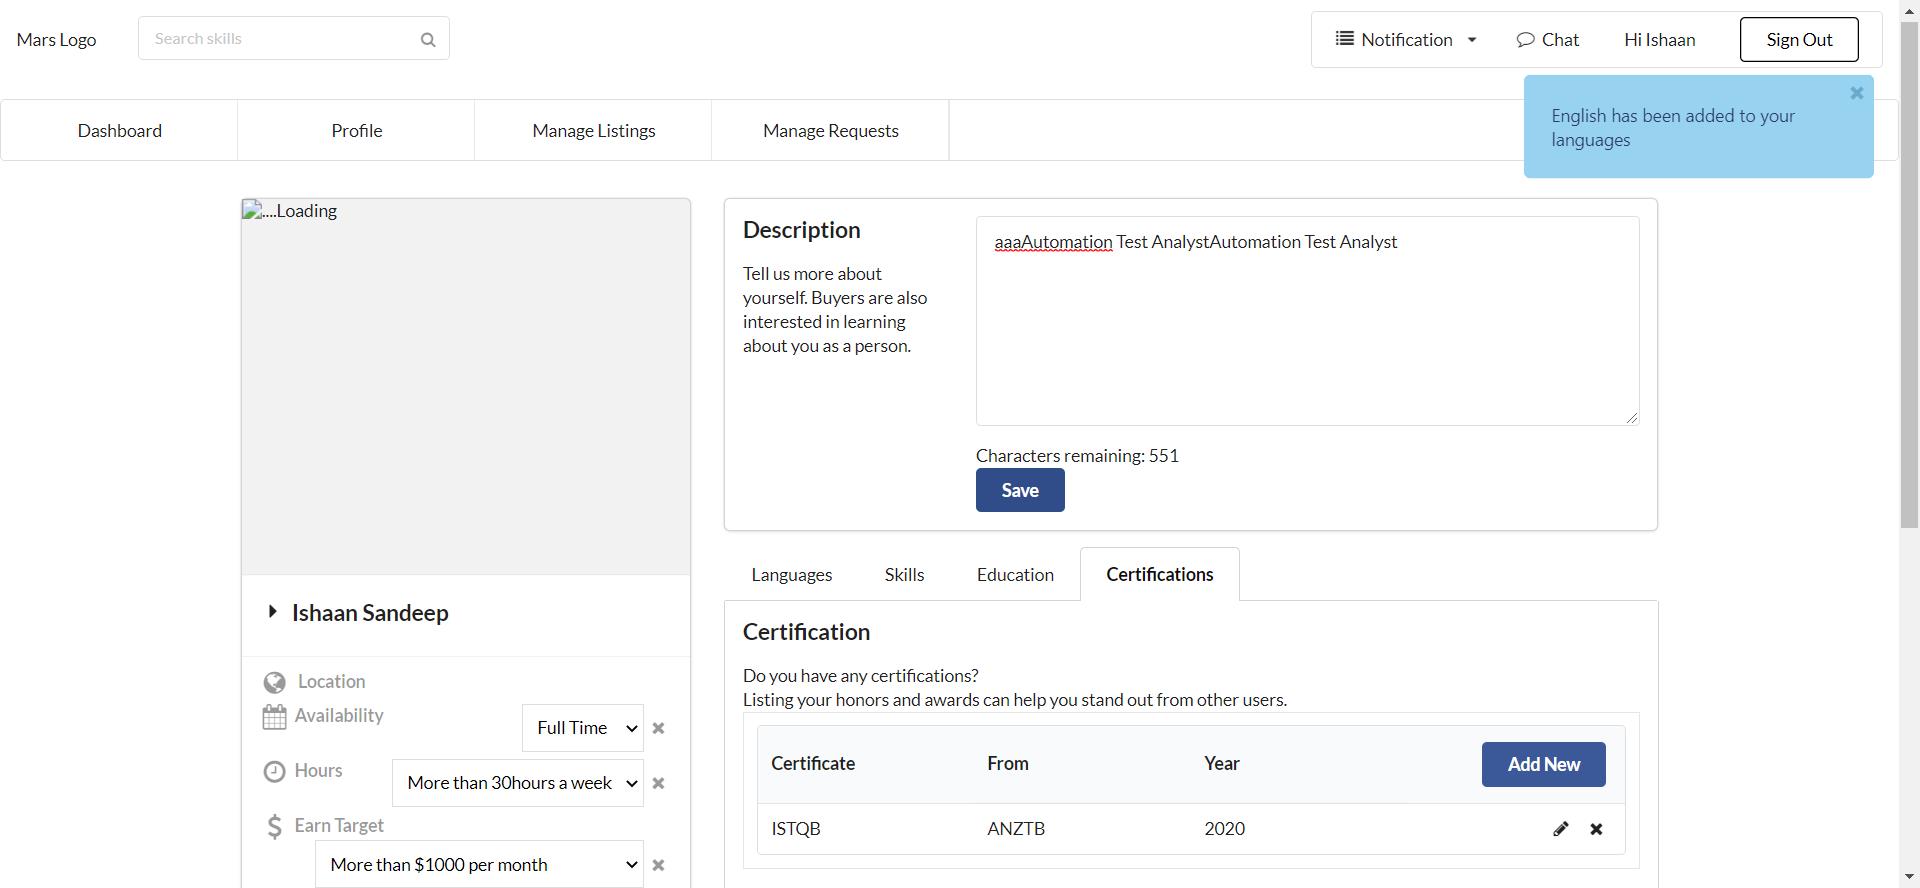 Mars Logo
Search skills
Notification
Chat
Hi Ishaan
Sign Out
English has been added to your
languages
Dashboard
Profile
Manage Listings
Manage Requests
....Loading
Ishaan Sandeep
Location
Availability
Full Time
Hours
More than 30hours a week
Earn Target
More than $1000 per month
Description
Tell us more about
yourself. Buyers are also
interested in learning
about you as a person.
aaaAutomation Test AnalystAutomation Test Analyst
Characters remaining: 551
Save
Languages
Skills
Education
Certifications
Certification
Do you have any certifications?
Listing your honors and awards can help you stand out from other users.
Certificate
From
Year
Add New
ISTQB
ANZTB
2020